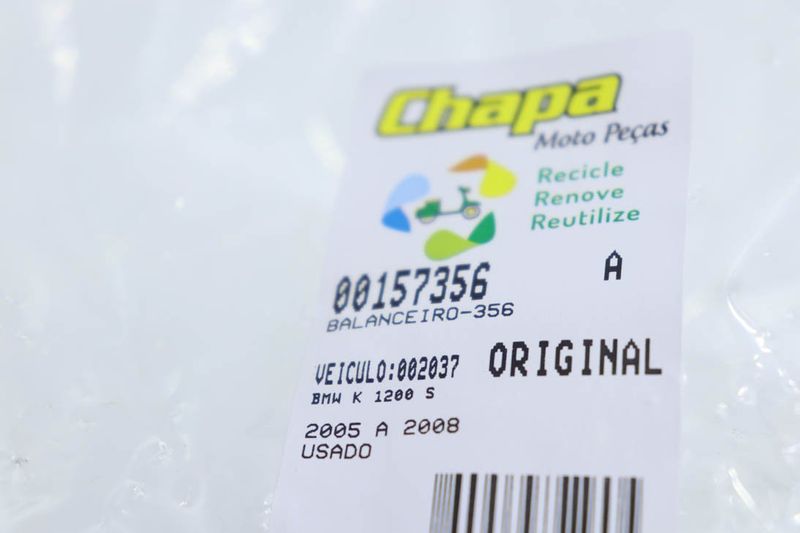 Chapa
Moto Peças
Recicle
Renove
Reutilize
00157356 A
BALANCEIRO-356
VEICULO:002037 ORIGINAL
BMW K 1200 S
2005 A 2008
USADO